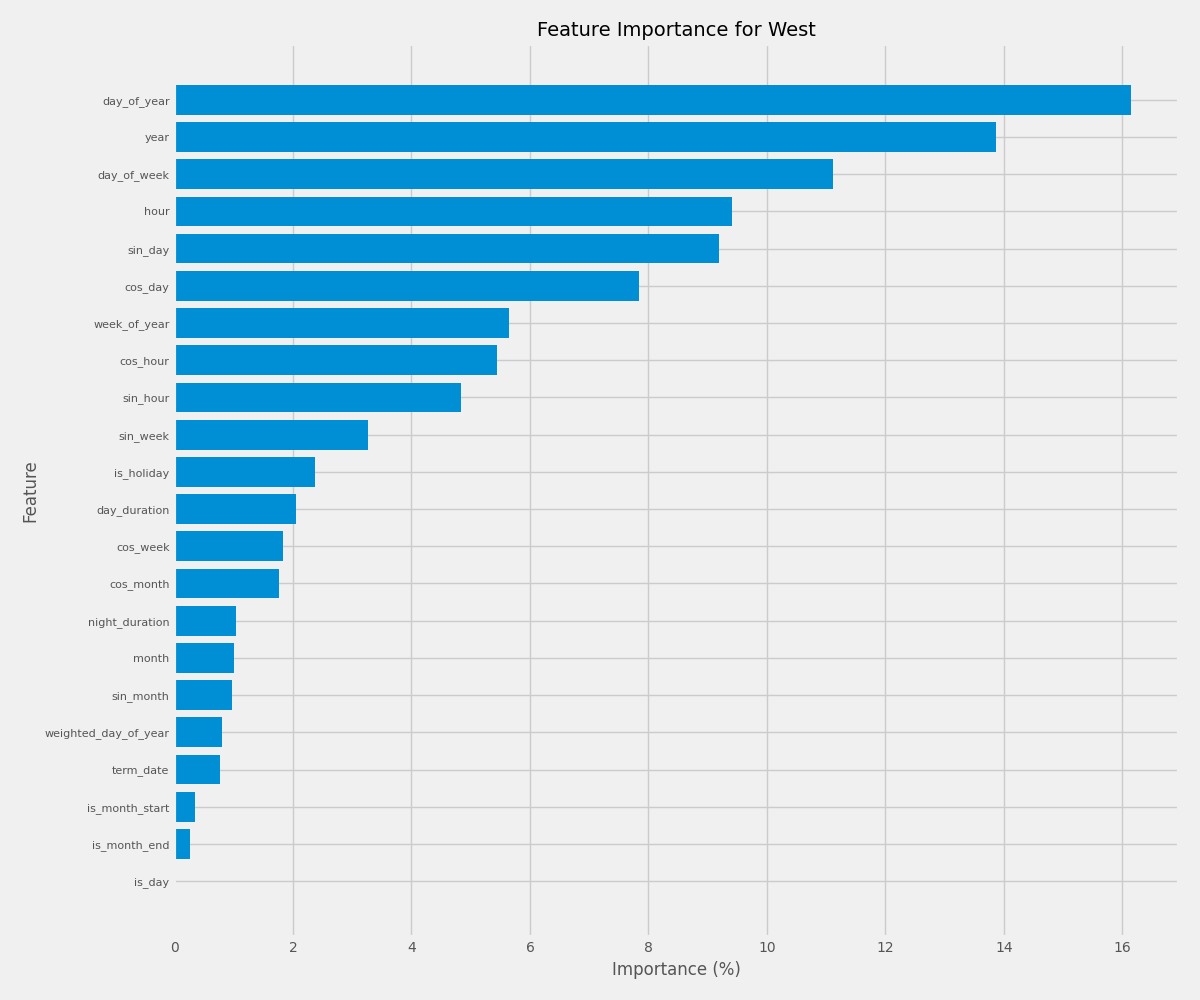 Feature Importance for West
day_of_year
year
day_of_week
hour
sin_day
cos_day
week_of_year
cos_hour
sin_hour
sin_week
is_holiday
day_duration
cos_week
cos_month
night_duration
month
sin_month
weighted_day_of_year
term_date
is_month_start
is_month_end
is_day
Feature
0 2 4 6 8 10 12 14 16
Importance (%)